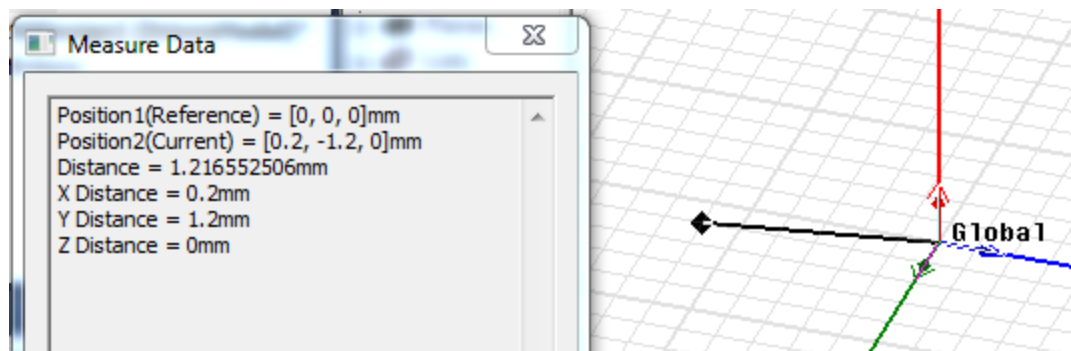 Measure Data
Position1(Reference) = [0, 0, 0]mm
Position2(Current) = [0.2, -1.2, 0]mm
Distance = 1.216552506mm
X Distance = 0.2mm
Y Distance = 1.2mm
Z Distance = 0mm
Global